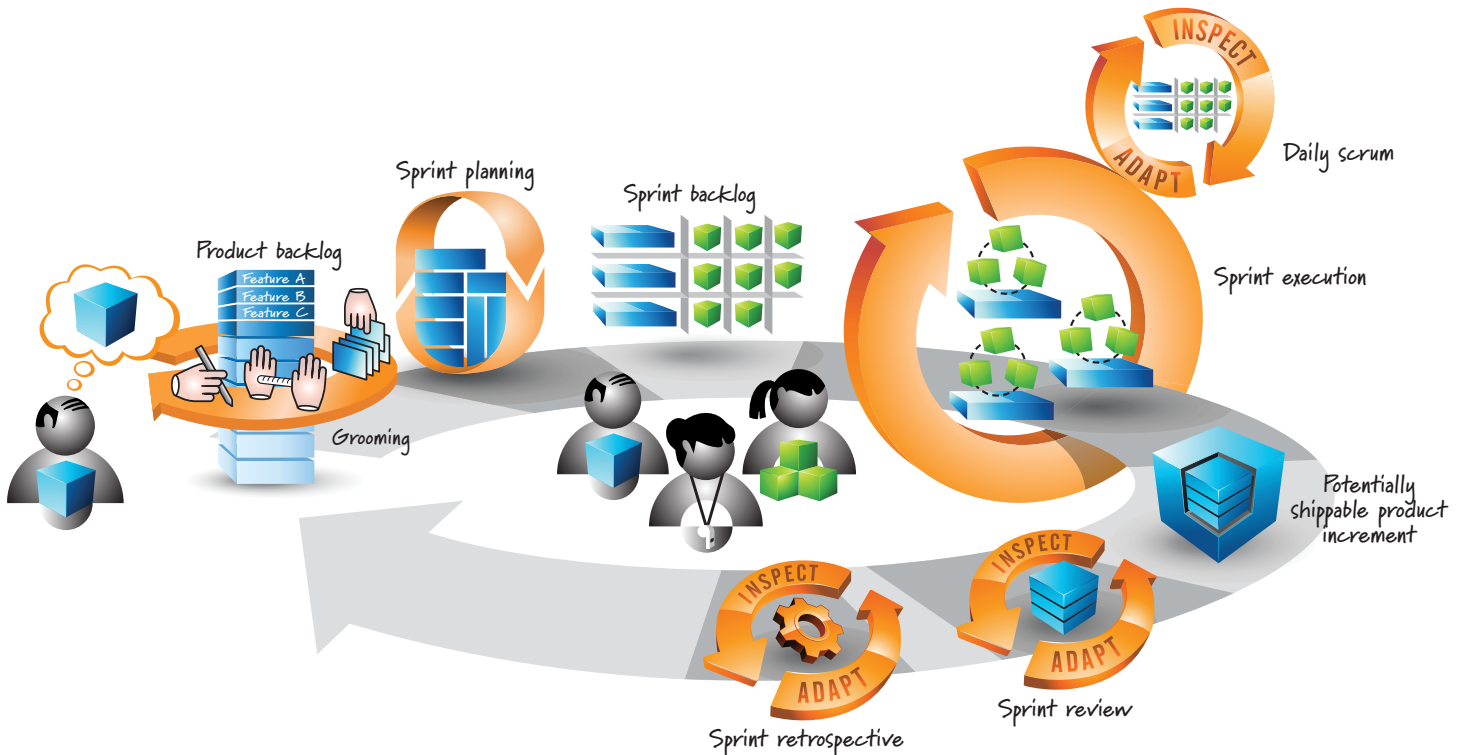 INSPECT
ADAPT
Daily scrum
Sprint planning
Sprint backlog
Product backlog
Feature A
Feature B
Feature C
Grooming
Sprint execution
Potentially
shippable product
increment
INSPECT
ADAPT
Sprint review
INSPECT
ADAPT
Sprint retrospective